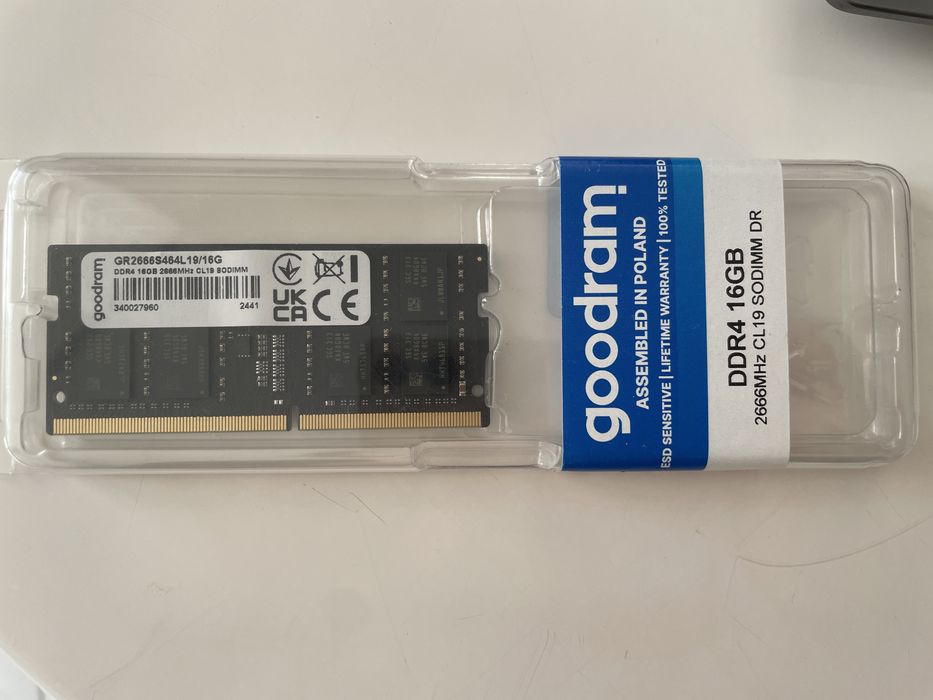 goodram
GR2666S464L19/16G
DDR4 16GB 2666MHz CL19 SODIMM
340027960
2441
UK
CA
CE
goodram
ASSEMBLED IN POLAND
ESD SENSITIVE | LIFETIME WARRANTY | 100% TESTED
DDR4 16GB
2666MHz CL19 SODIMM DR